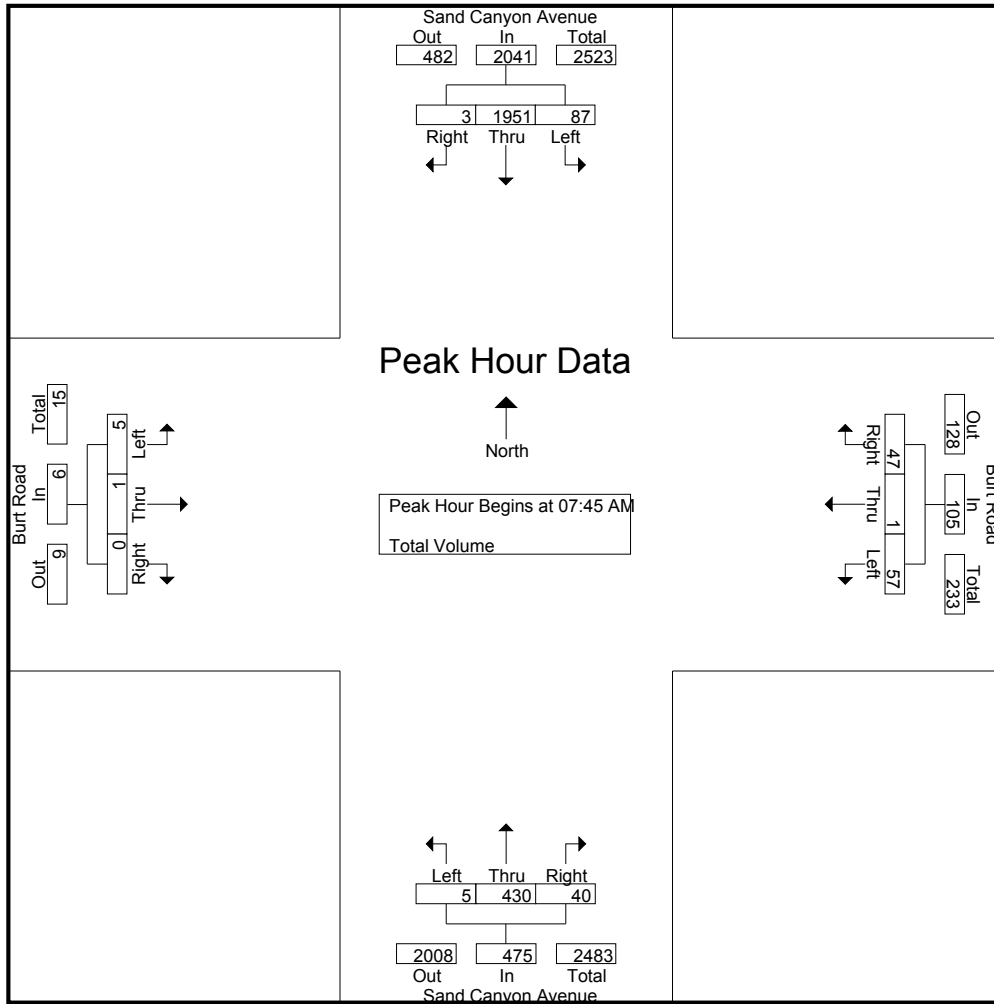 Sand Canyon Avenue
Out In Total
482 2041 2523
3 1951 87
Right Thru Left
Peak Hour Data
North
Peak Hour Begins at 07:45 AM
Total Volume
Burt Road
Total In Out
15 6 9
5 1 0
Left Thru Right
Right Thru Left
47 1 57
Out In Total
128 105 233
Burt Road
Left Thru Right
5 430 40
2008 475 2483
Out In Total
Sand Canyon Avenue